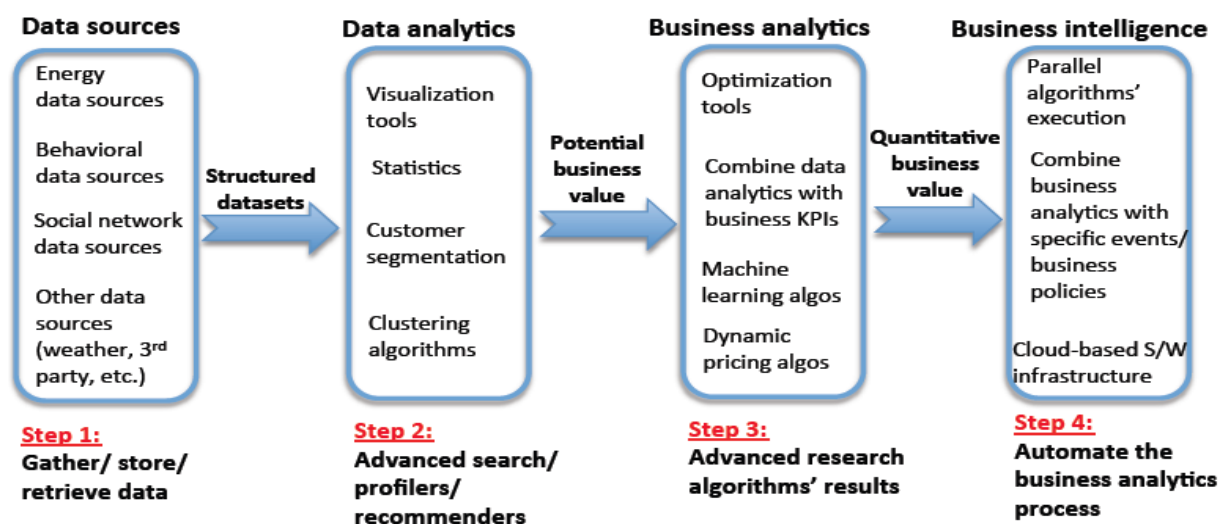 Data sources
Energy
data sources
Behavioral
data sources
Social network
data sources
Other data
sources
(weather, 3rd
party, etc.)
Step 1:
Gather/ store/
retrieve data
Structured
datasets
Data analytics
Visualization
tools
Statistics
Customer
segmentation
Clustering
algorithms
Step 2:
Advanced search/
profilers/
recommenders
Potential
business
value
Business analytics
Optimization
tools
Combine data
analytics with
business KPIs
Machine
learning algos
Dynamic
pricing algos
Step 3:
Advanced research
algorithms’ results
Quantitative
business
value
Business intelligence
Parallel
algorithms’
execution
Combine
business
analytics with
specific events/
business
policies
Cloud-based S/W
infrastructure
Step 4:
Automate the
business analytics
process